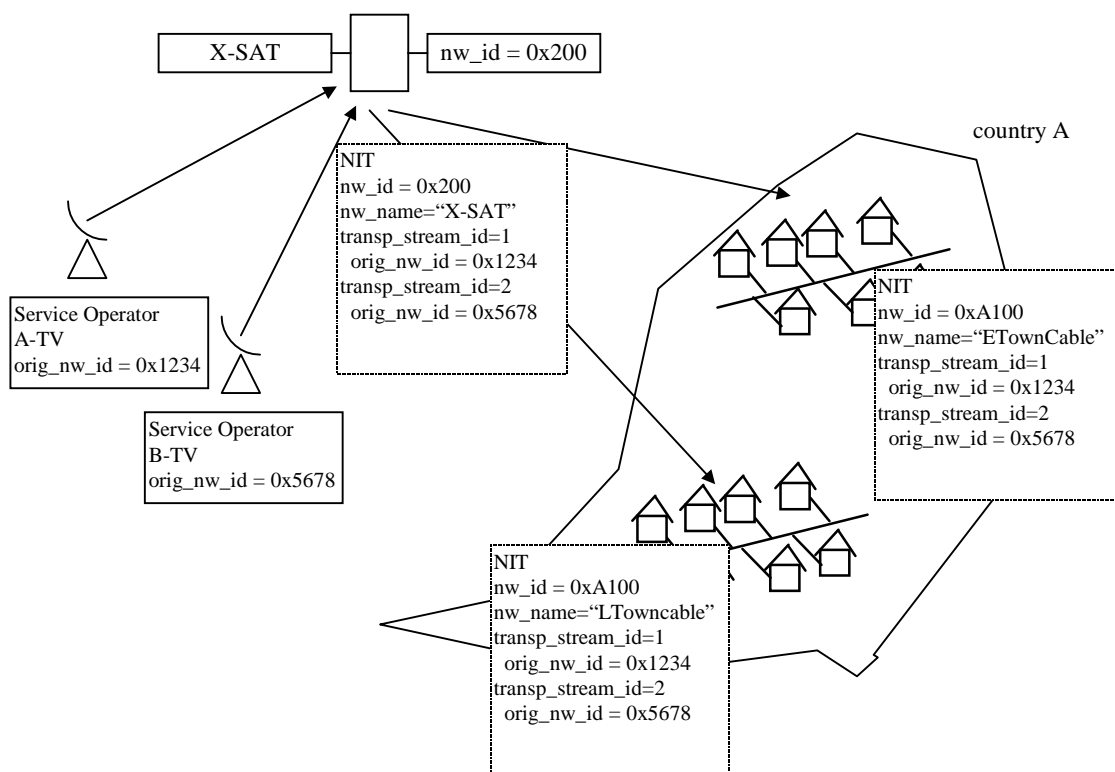 X-SAT
nw_id = 0x200
country A
NIT
nw_id = 0x200
nw_name=“X-SAT”
transp_stream_id=1
orig_nw_id = 0x1234
transp_stream_id=2
orig_nw_id = 0x5678
Service Operator
A-TV
orig_nw_id = 0x1234
Service Operator
B-TV
orig_nw_id = 0x5678
NIT
nw_id = 0xA100
nw_name=“ETownCable”
transp_stream_id=1
orig_nw_id = 0x1234
transp_stream_id=2
orig_nw_id = 0x5678
NIT
nw_id = 0xA100
nw_name=“LTowncable”
transp_stream_id=1
orig_nw_id = 0x1234
transp_stream_id=2
orig_nw_id = 0x5678